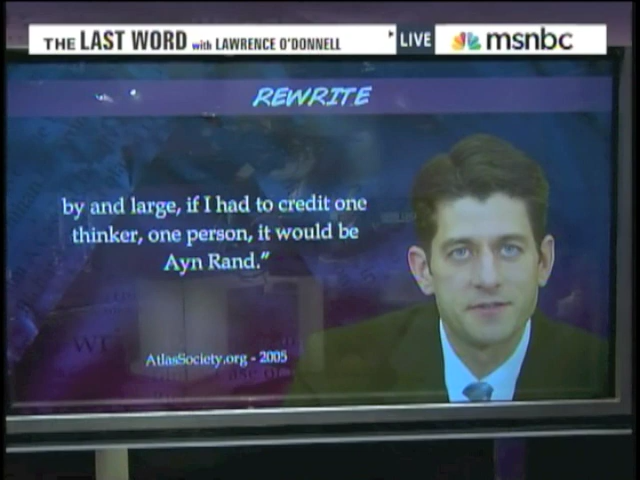 THE LAST WORD with LAWRENCE O'DONNELL
LIVE
msnbc
REWRITE
by and large, if I had to credit one
thinker, one person, it would be
Ayn Rand."
AtlasSociety.org - 2005